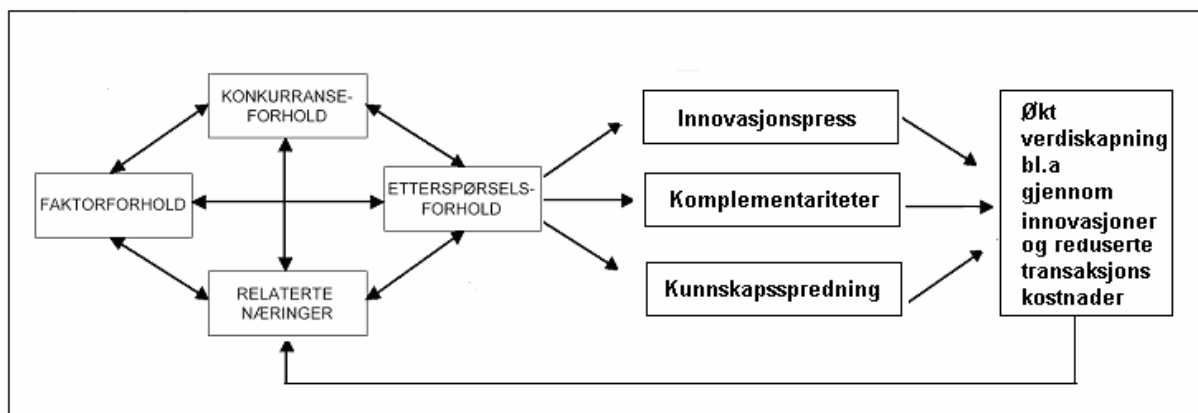 KONKURRANSE-
FORHOLD
FAKTORFORHOLD
ETTERSPØRSELS-
FORHOLD
RELATERTE
NÆRINGER
Innovasjonspress
Komplementariteter
Kunnskapsspredning
Økt
verdiskapning
bl.a
gjennom
innovasjoner
og reduserte
transaksjons
kostnader